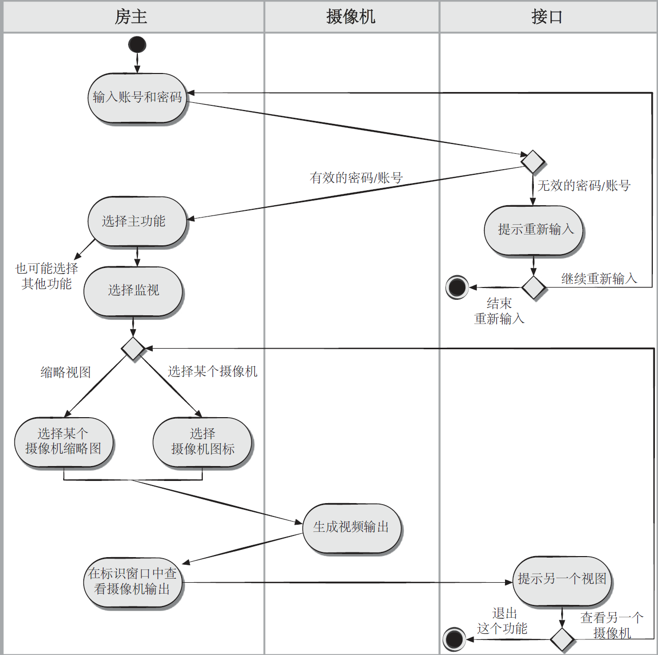 房主
摄像机
接口
输入账号和密码
有效的密码/账号
无效的密码/账号
选择主功能
提示重新输入
也可能选择
其他功能
选择监视
继续重新输入
结束
重新输入
缩略视图
选择某个摄像机
选择某个
摄像机缩略图
选择
摄像机图标
生成视频输出
在标识窗口中查
看摄像机输出
提示另一个视图
退出
这个功能
查看另一个
摄像机